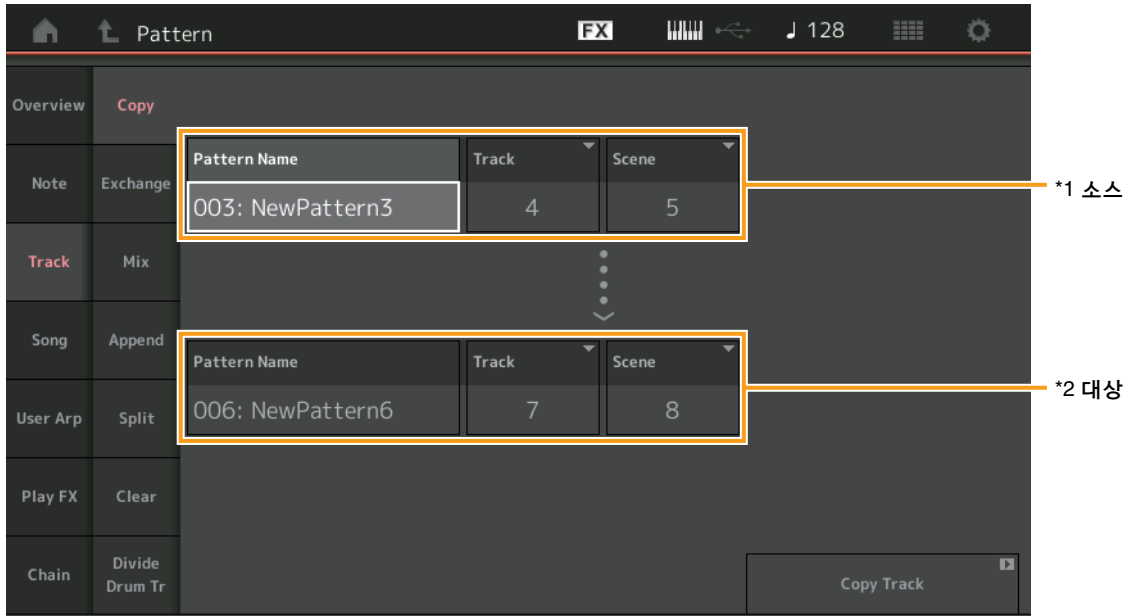 Pattern
FX
♩ 128
Overview
Note
Track
Song
User Arp
Play FX
Chain
Copy
Exchange
Mix
Append
Split
Clear
Divide
Drum Tr
Pattern Name
Track
Scene
003: NewPattern3
4
5
*1 소스
Pattern Name
Track
Scene
006: NewPattern6
7
8
*2 대상
Copy Track